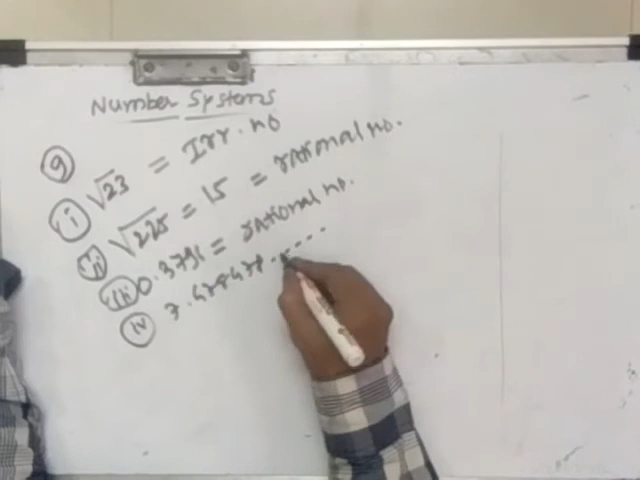 Number Systems
9
i √23 = Irr. no
ii √225 = 15 = rational no.
iii 0.3796 = rational no.
iv 7.478478.......